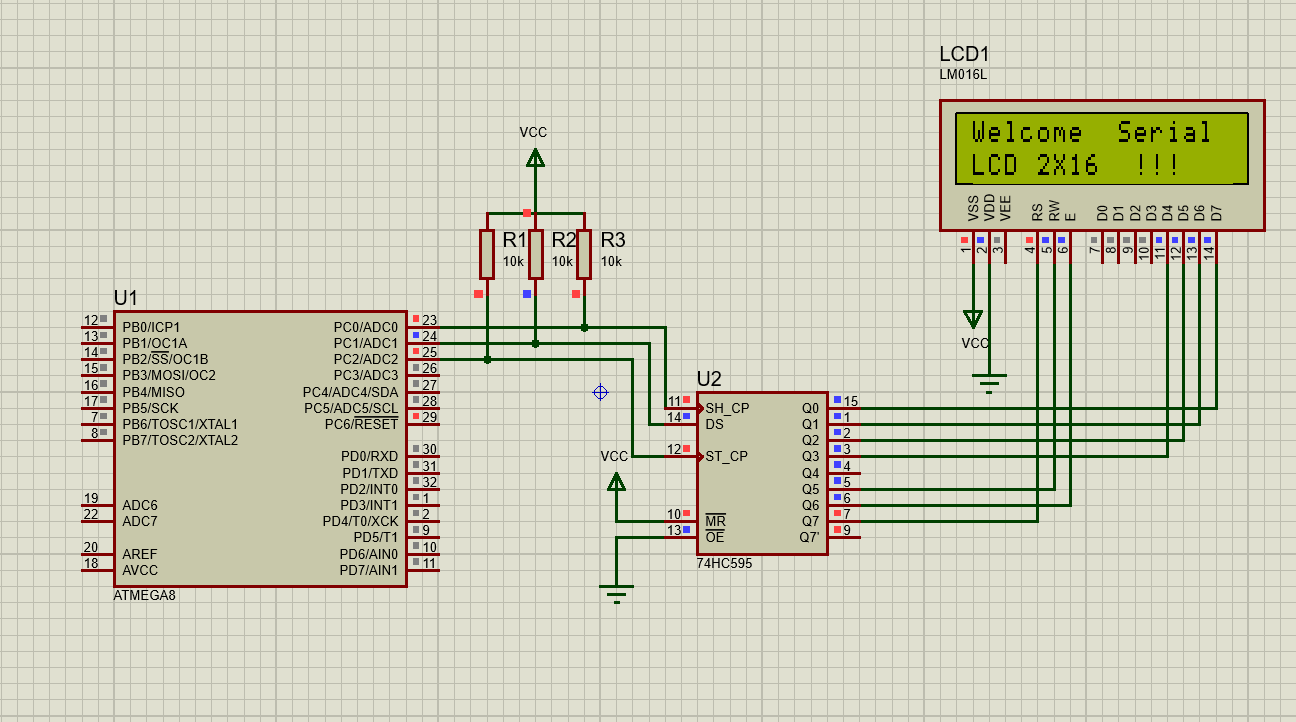 LCD1
LM016L
Welcome Serial
LCD 2X16 !!!
VSS VDD VEE RS RW E D0 D1 D2 D3 D4 D5 D6 D7
1 2 3 4 5 6 7 8 9 10 11 12 13 14
VCC
VCC
R1 R2 R3
10k 10k 10k
U1
12 PB0/ICP1 PC0/ADC0 23
13 PB1/OC1A PC1/ADC1 24
14 PB2/SS/OC1B PC2/ADC2 25
15 PB3/MOSI/OC2 PC3/ADC3 26
16 PB4/MISO PC4/ADC4/SDA 27
17 PB5/SCK PC5/ADC5/SCL 28
7 PB6/TOSC1/XTAL1 PC6/RESET 29
8 PB7/TOSC2/XTAL2
PD0/RXD 30
PD1/TXD 31
PD2/INT0 32
19 ADC6 PD3/INT1 1
22 ADC7 PD4/T0/XCK 2
PD5/T1 9
20 AREF PD6/AIN0 10
18 AVCC PD7/AIN1 11
ATMEGA8
U2
11 SH_CP Q0 15
14 DS Q1 1
Q2 2
12 ST_CP Q3 3
VCC
Q4 4
Q5 5
Q6 6
10 MR Q7 7
13 OE Q7' 9
74HC595